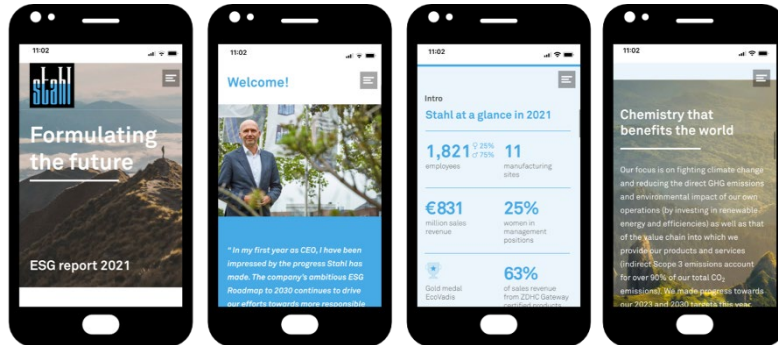 11:02
stahl
Formulating
the future
ESG report 2021
11:02
Welcome!
" In my first year as CEO, I have been
impressed by the progress Stahl has
made. The company's ambitious ESG
Roadmap to 2030 continues to drive
our efforts towards more responsible
11:02
Intro
Stahl at a glance in 2021
1,821 ♀ 25%
♂ 75%
employees
11
manufacturing
sites
€831
million sales
revenue
25%
women in
management
positions
Gold medal
EcoVadis
63%
of sales revenue
from ZDHC Gateway
certified products
11:02
Chemistry that
benefits the world
Our focus is on fighting climate change
and reducing the direct GHG emissions
and environmental impact of our own
operations (by investing in renewable
energy and efficiencies) as well as that
of the value chain into which we
provide our products and services
(indirect Scope 3 emissions account
for over 90% of our total CO₂
emissions). We made progress towards
our 2023 and 2030 targets this year